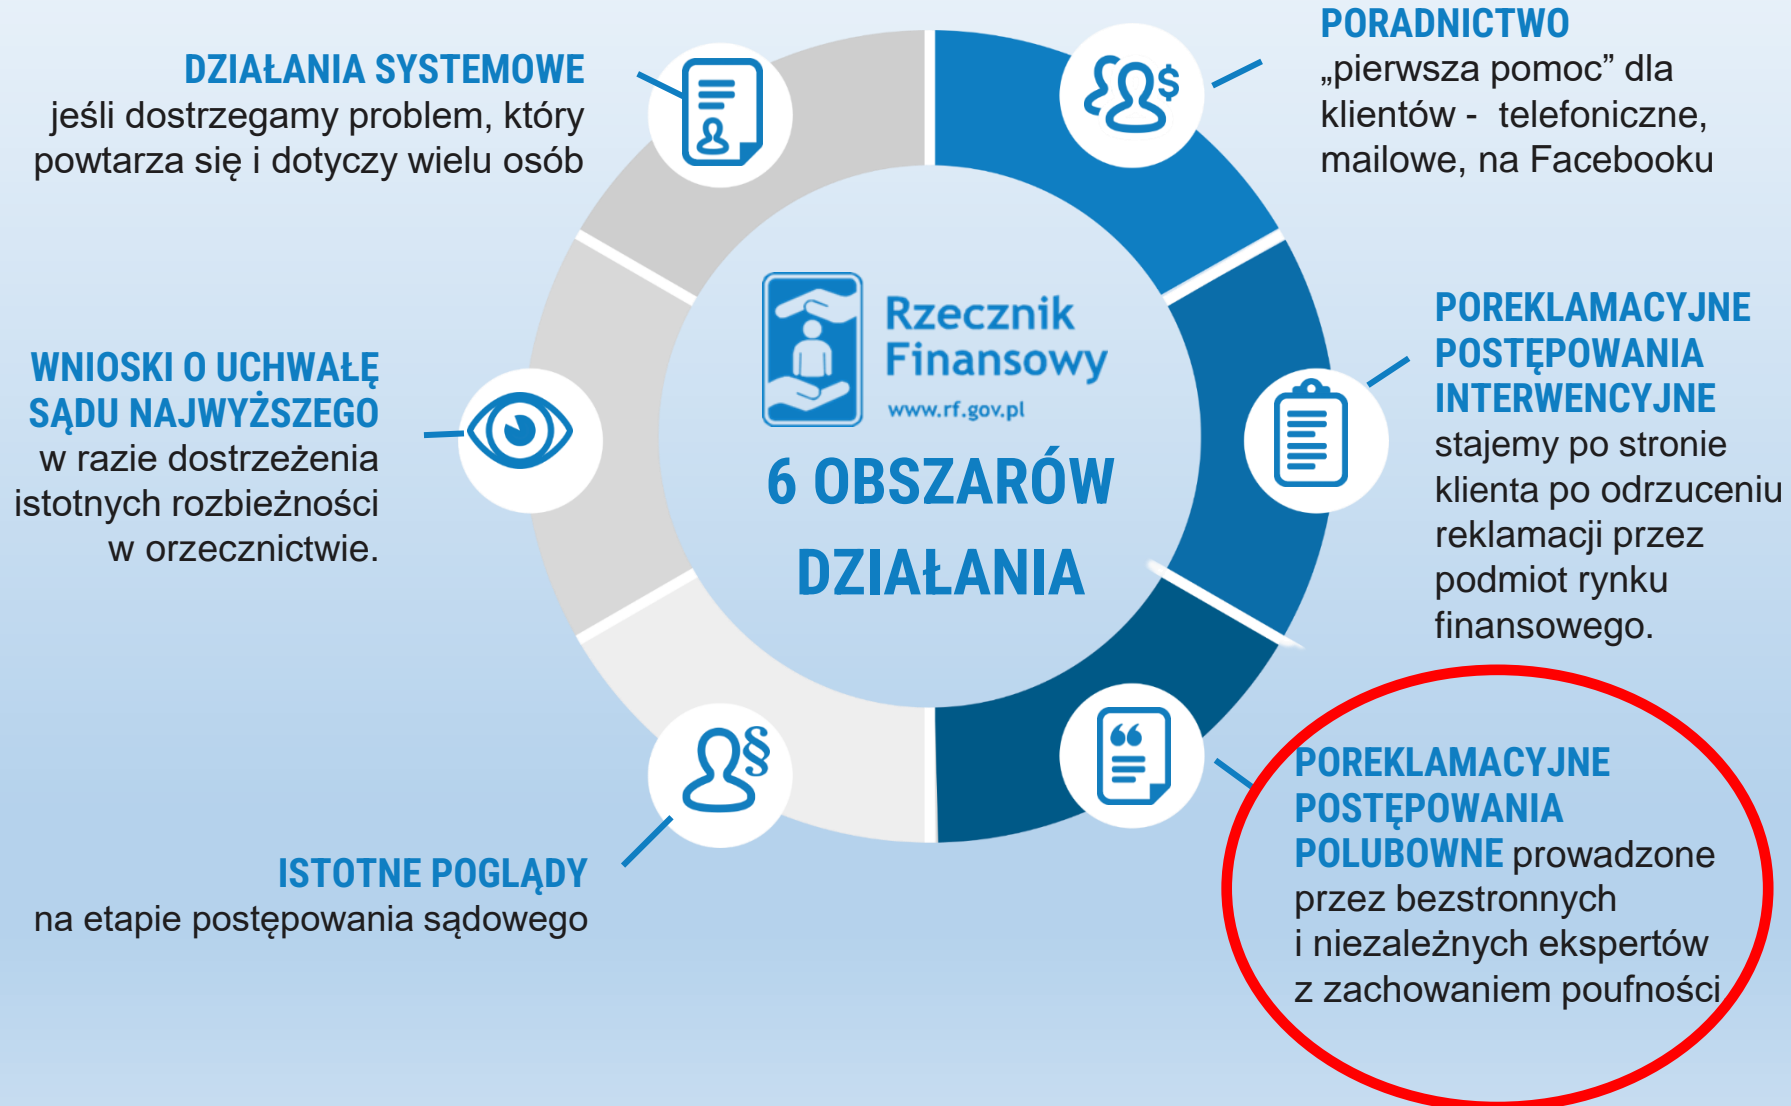 DZIAŁANIA SYSTEMOWE
jeśli dostrzegamy problem, który
powtarza się i dotyczy wielu osób
PORADNICTWO
„pierwsza pomoc” dla
klientów - telefoniczne,
mailowe, na Facebooku
Rzecznik
Finansowy
www.rf.gov.pl
6 OBSZARÓW
DZIAŁANIA
WNIOSKI O UCHWAŁĘ
SĄDU NAJWYŻSZEGO
w razie dostrzeżenia
istotnych rozbieżności
w orzecznictwie.
POREKLAMACYJNE
POSTĘPOWANIA
INTERWENCYJNE
stajemy po stronie
klienta po odrzuceniu
reklamacji przez
podmiot rynku
finansowego.
ISTOTNE POGLĄDY
na etapie postępowania sądowego
POREKLAMACYJNE
POSTĘPOWANIA
POLUBOWNE prowadzone
przez bezstronnych
i niezależnych ekspertów
z zachowaniem poufności